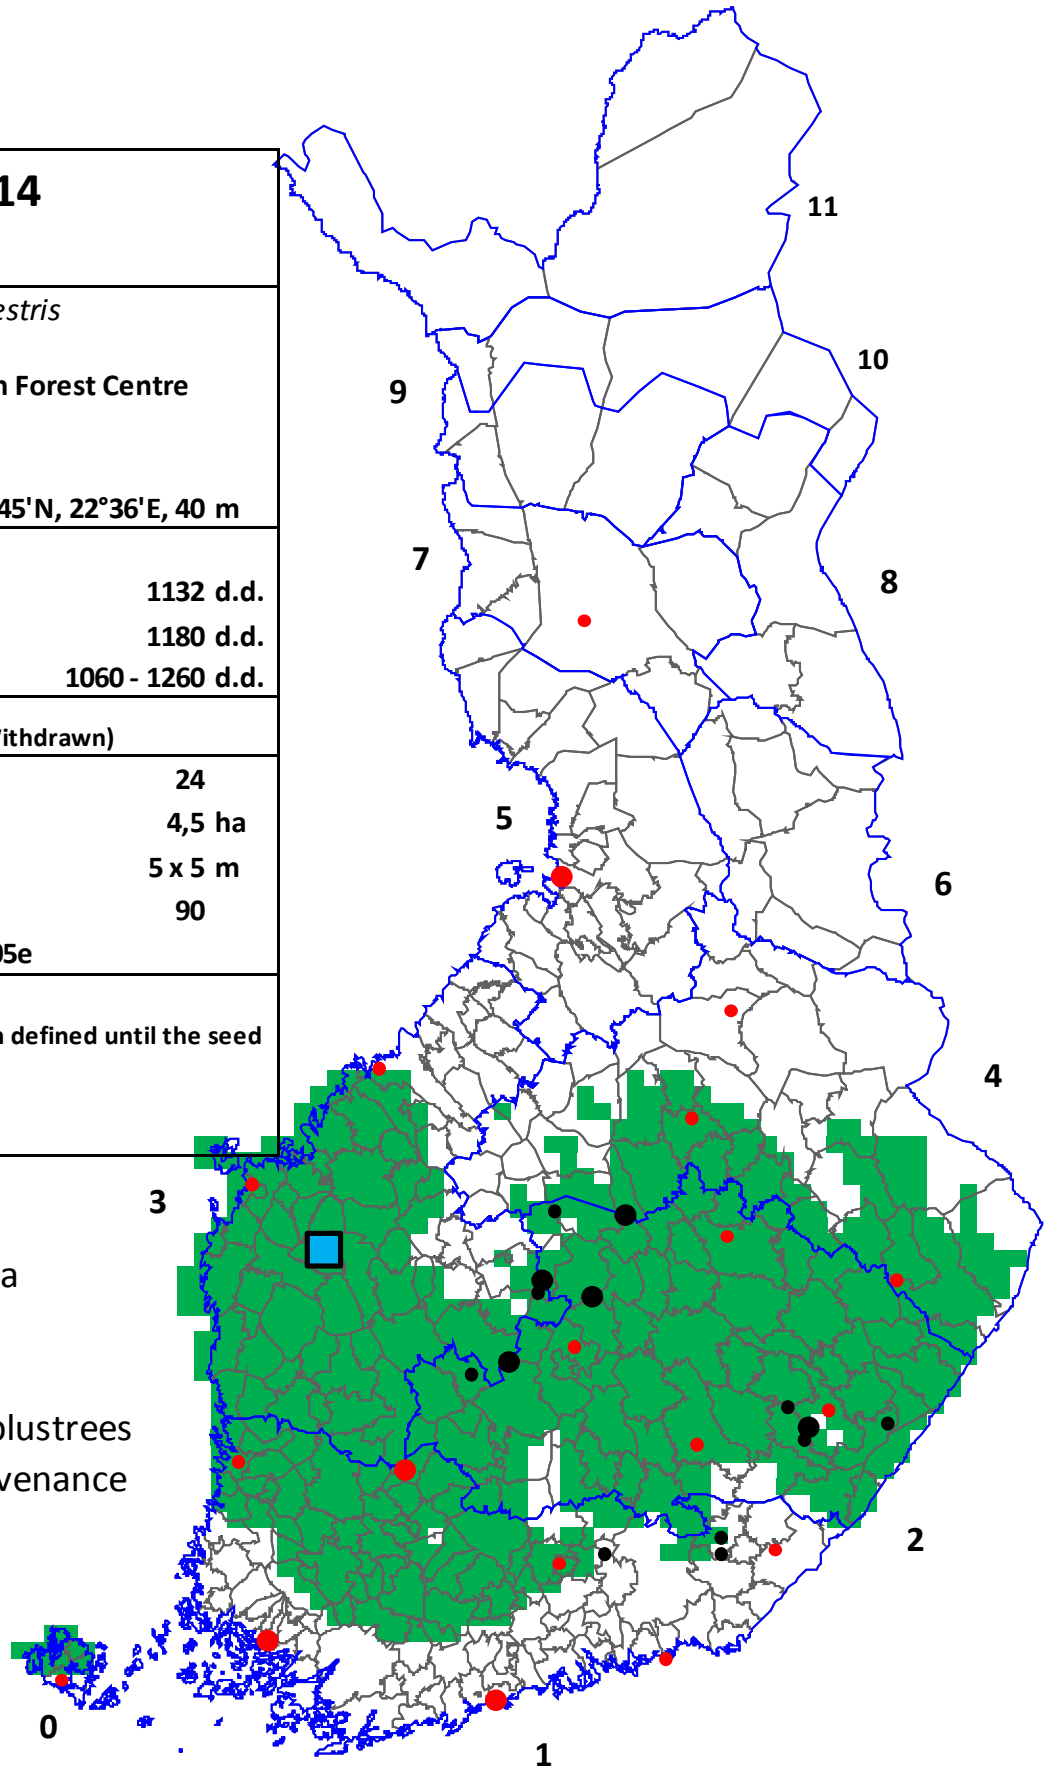 14
estris
n Forest Centre
45'N, 22°36'E, 40 m
1132 d.d.
1180 d.d.
1060 - 1260 d.d.
ithdrawn)
24
4,5 ha
5 x 5 m
90
05e
n defined until the seed
a
plustrees
venance
11
10
9
7
8
5
6
4
3
2
0
1